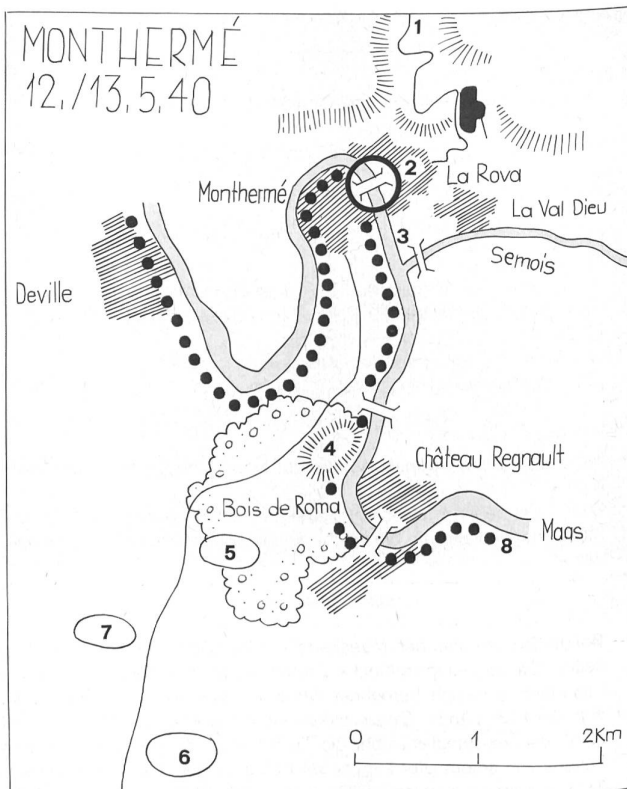 MONTHERMÉ
12./13.5.40
1
2
Monthermé
La Rova
La Val Dieu
3
Semois
Deville
4
Château Regnault
Bois de Roma
5
Maas
8
7
6
0 1 2Km